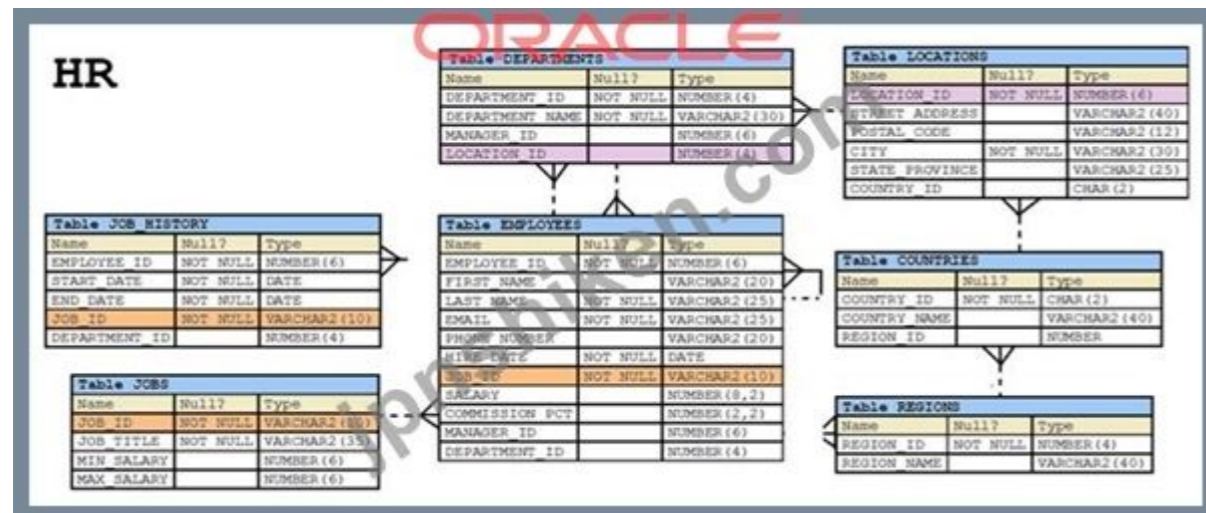 ORACLE
HR
Table DEPARTMENTS
Name Null? Type
DEPARTMENT_ID NOT NULL NUMBER(4)
DEPARTMENT_NAME NOT NULL VARCHAR2(30)
MANAGER_ID NUMBER(6)
LOCATION_ID NUMBER(4)
Table LOCATIONS
Name Null? Type
LOCATION_ID NOT NULL NUMBER(6)
STREET_ADDRESS VARCHAR2(40)
POSTAL_CODE VARCHAR2(12)
CITY NOT NULL VARCHAR2(30)
STATE_PROVINCE VARCHAR2(25)
COUNTRY_ID CHAR(2)
Table JOB_HISTORY
Name Null? Type
EMPLOYEE_ID NOT NULL NUMBER(6)
START_DATE NOT NULL DATE
END_DATE NOT NULL DATE
JOB_ID NOT NULL VARCHAR2(10)
DEPARTMENT_ID NUMBER(4)
Table EMPLOYEES
Name Null? Type
EMPLOYEE_ID NOT NULL NUMBER(6)
FIRST_NAME VARCHAR2(20)
LAST_NAME NOT NULL VARCHAR2(25)
EMAIL NOT NULL VARCHAR2(25)
PHONE_NUMBER VARCHAR2(20)
HIRE_DATE NOT NULL DATE
JOB_ID NOT NULL VARCHAR2(10)
SALARY NUMBER(8,2)
COMMISSION_PCT NUMBER(2,2)
MANAGER_ID NUMBER(6)
DEPARTMENT_ID NUMBER(4)
Table COUNTRIES
Name Null? Type
COUNTRY_ID NOT NULL CHAR(2)
COUNTRY_NAME VARCHAR2(40)
REGION_ID NUMBER
Table JOBS
Name Null? Type
JOB_ID NOT NULL
JOB_TITLE NOT NULL VARCHAR2(35)
MIN_SALARY NUMBER(6)
MAX_SALARY NUMBER(6)
Table REGIONS
Name Null? Type
REGION_ID NOT NULL NUMBER(4)
REGION_NAME VARCHAR2(40)
jpnshiken.com